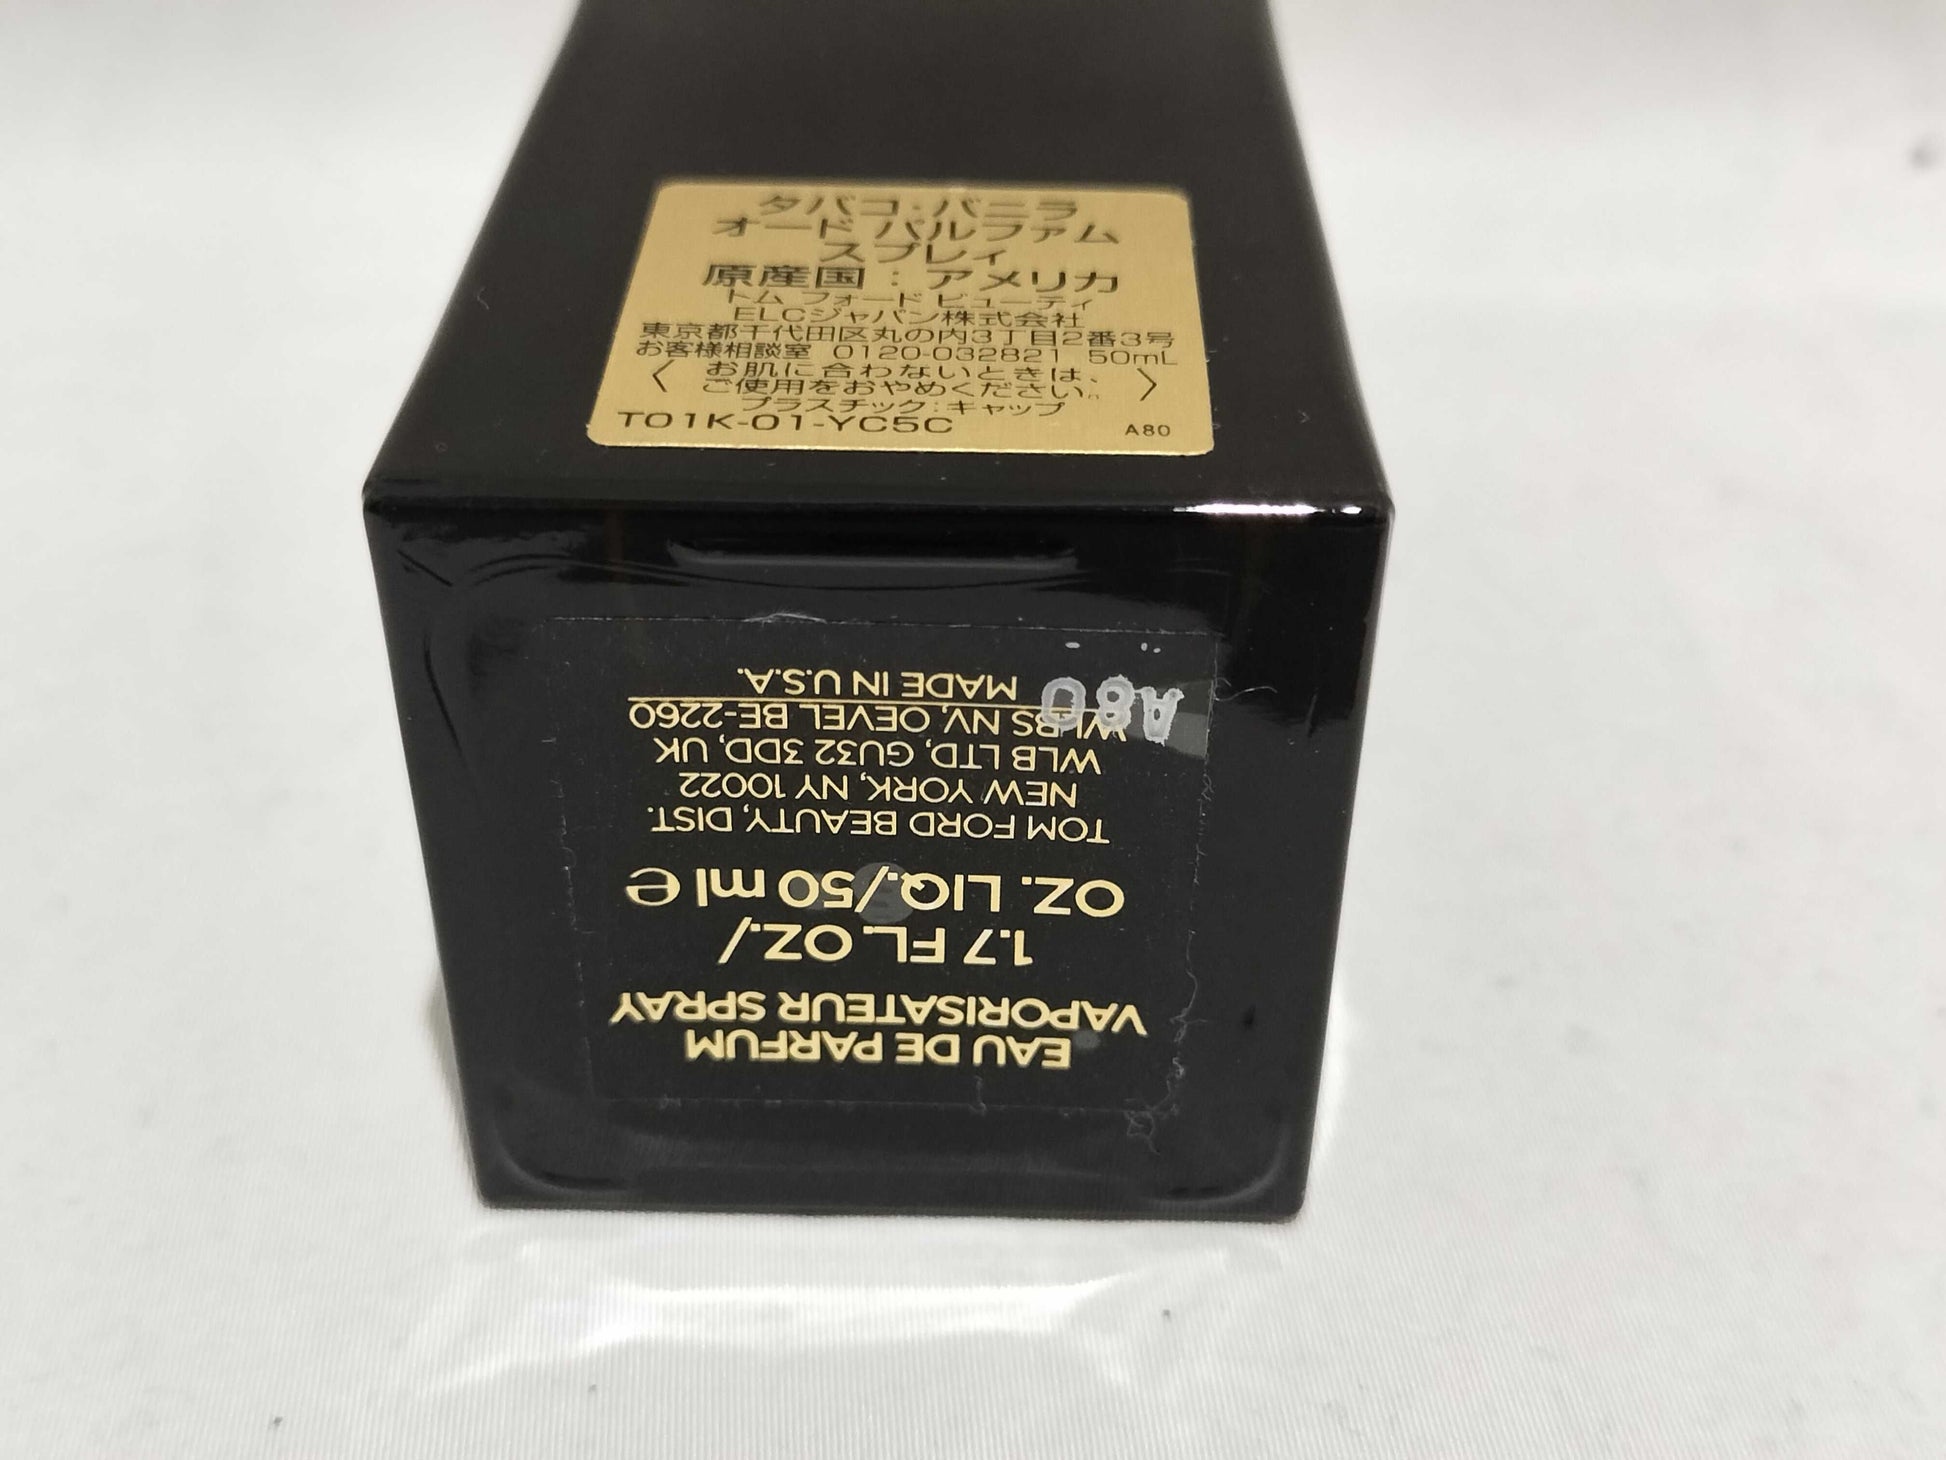 タバコ・バニラ
オード パルファム
スプレィ
原産国：アメリカ
トム フォード ビューティ
ELCジャパン株式会社
東京都千代田区丸の内3丁目2番3号
お客様相談室 0120-032821 50mL
〈 お肌に合わないときは、
ご使用をおやめください。 〉
プラスチック：キャップ
T01K-01-YC5C A80
EAU DE PARFUM
VAPORISATEUR SPRAY
1.7 FL. OZ./
OZ. LIQ./50 ml ℮
TOM FORD BEAUTY, DIST.
NEW YORK, NY 10022
WLB LTD, GU32 3DD, UK
NV, OEVEL BE-2260
MADE IN U.S.A.
A80